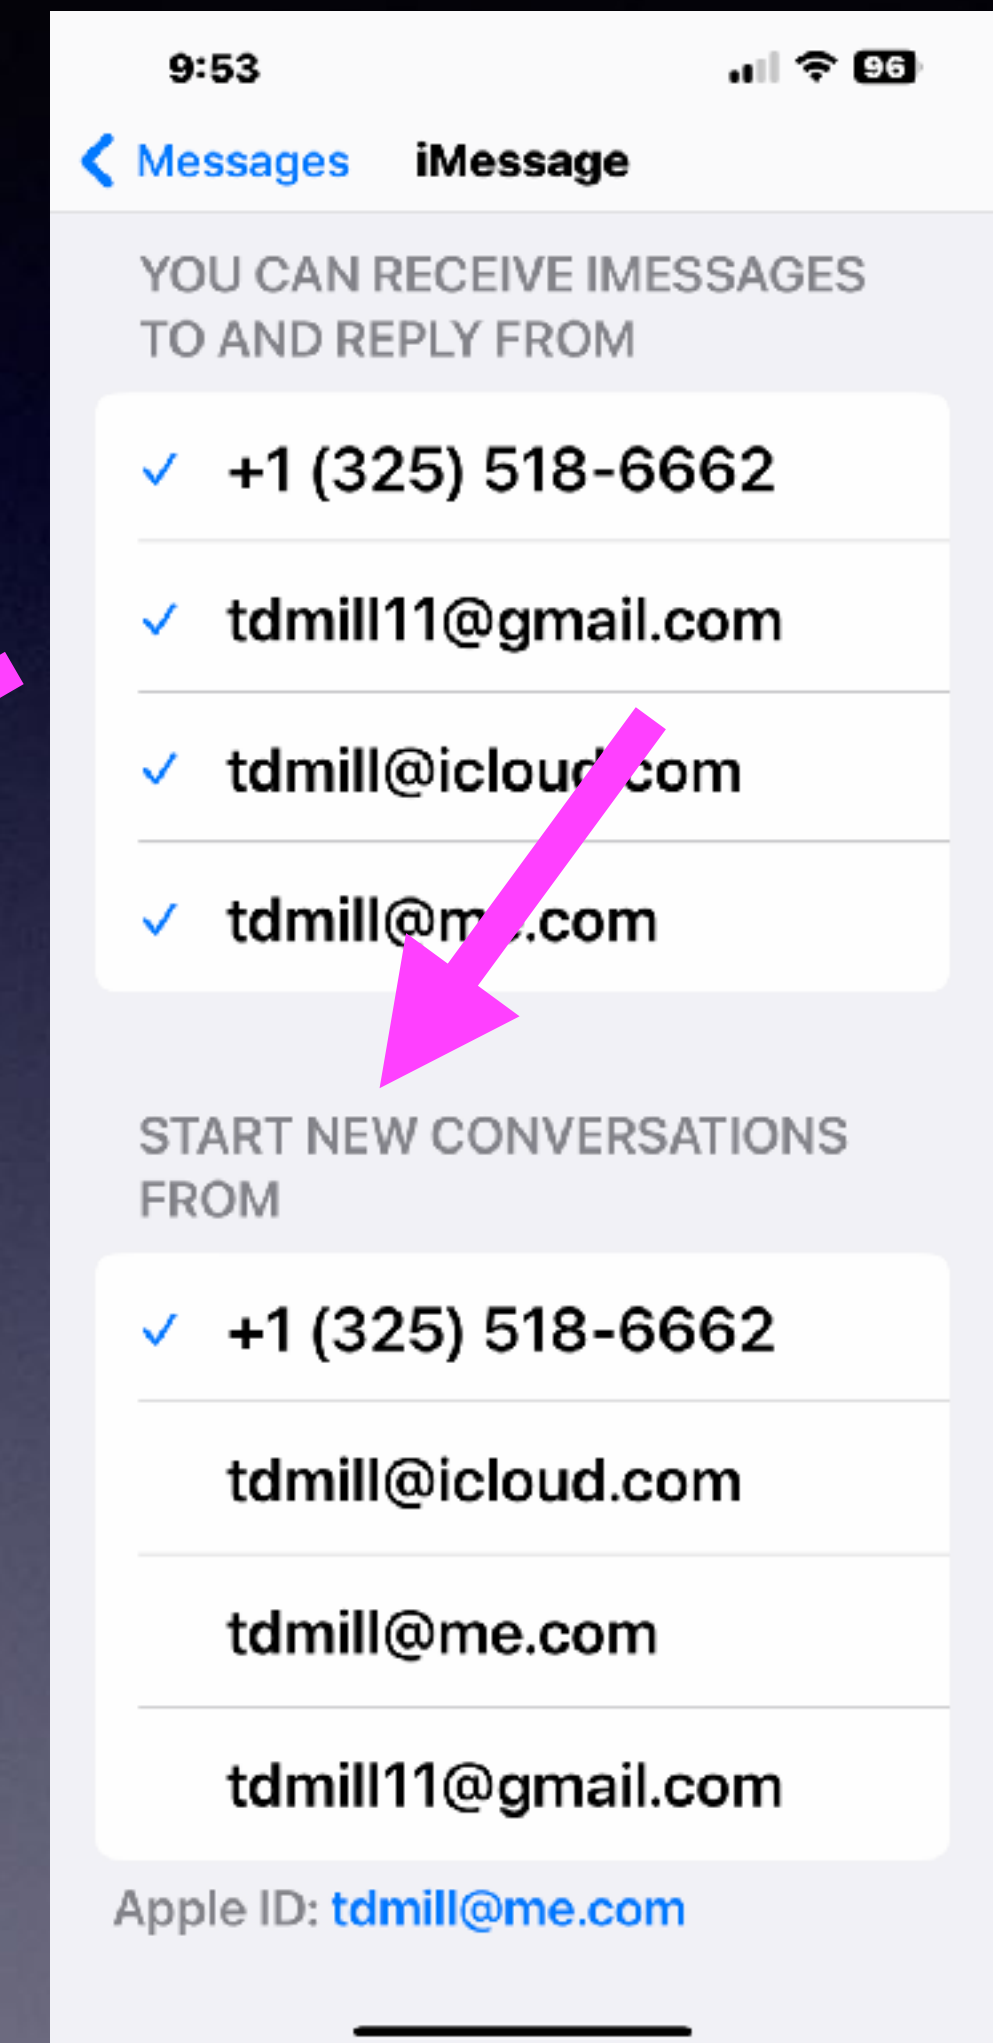 9:53 96
Messages iMessage
YOU CAN RECEIVE IMESSAGES
TO AND REPLY FROM
+1 (325) 518-6662
tdmill11@gmail.com
tdmill@icloud.com
tdmill@me.com
START NEW CONVERSATIONS
FROM
+1 (325) 518-6662
tdmill@icloud.com
tdmill@me.com
tdmill11@gmail.com
Apple ID: tdmill@me.com